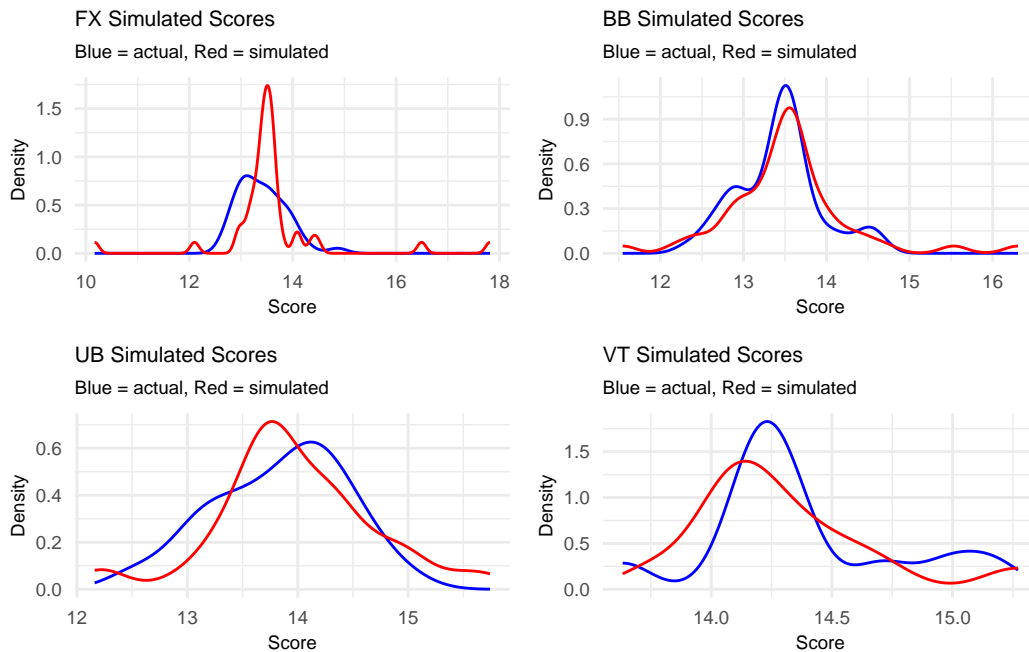 FX Simulated Scores
Blue = actual, Red = simulated
1.5
1.0
0.5
0.0
Density
10 12 14 16 18
Score
BB Simulated Scores
Blue = actual, Red = simulated
0.9
0.6
0.3
0.0
Density
12 13 14 15 16
Score
UB Simulated Scores
Blue = actual, Red = simulated
0.6
0.4
0.2
0.0
Density
12 13 14 15
Score
VT Simulated Scores
Blue = actual, Red = simulated
1.5
1.0
0.5
0.0
Density
14.0 14.5 15.0
Score